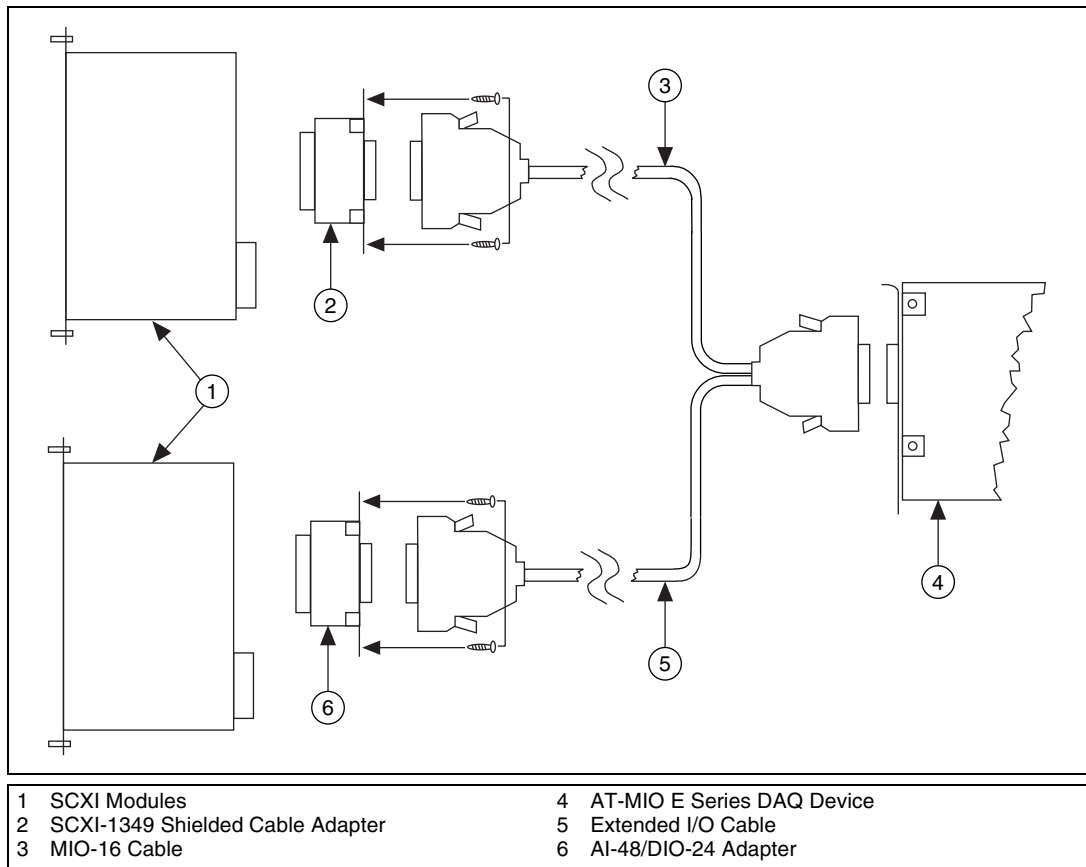 3
2
1
4
5
6
1 SCXI Modules
2 SCXI-1349 Shielded Cable Adapter
3 MIO-16 Cable
4 AT-MIO E Series DAQ Device
5 Extended I/O Cable
6 AI-48/DIO-24 Adapter